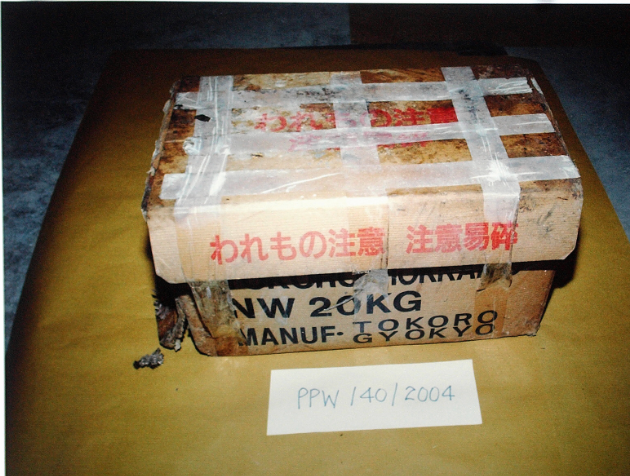 われもの注意
われもの注意 注意易碎
NW 20KG
MANUF. TOKORO
GYOKYO
PPW/40/2004